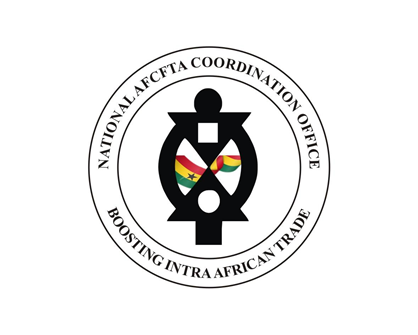 NATIONAL AFCFTA COORDINATION OFFICE
BOOSTING INTRA AFRICAN TRADE